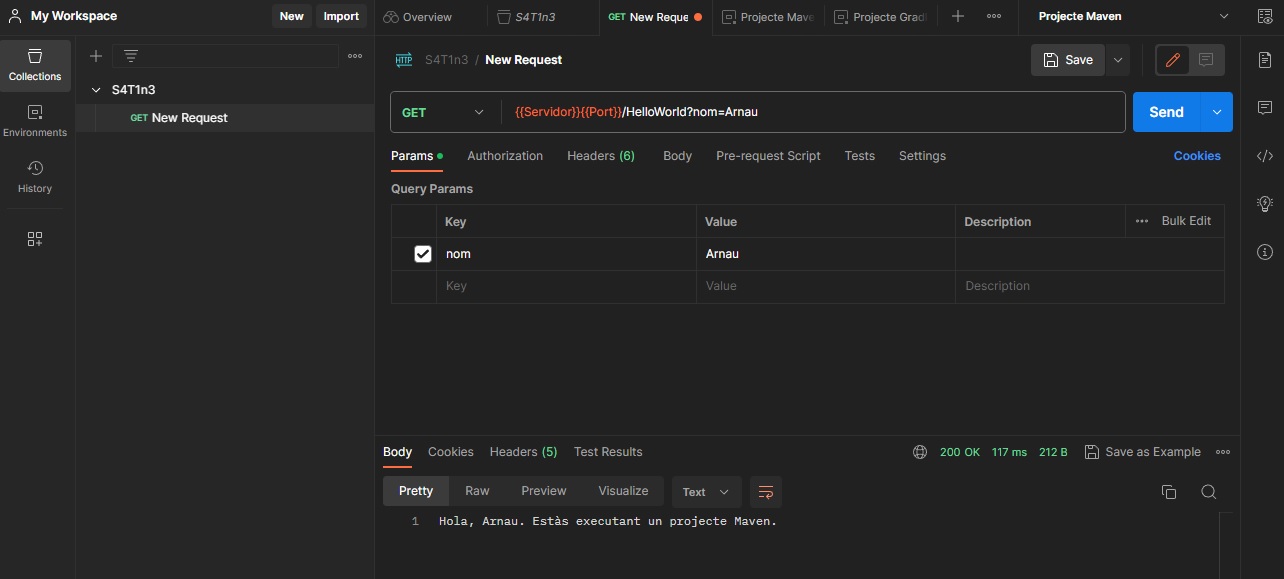 My Workspace New Import Overview S4T1n3 GET New Reque Projecte Mave Projecte Gradl Projecte Maven
Collections
Environments
History
S4T1n3
GET New Request
HTTP S4T1n3 / New Request Save
GET {{Servidor}}{{Port}}/HelloWorld?nom=Arnau Send
Params Authorization Headers (6) Body Pre-request Script Tests Settings Cookies
Query Params
Key Value Description Bulk Edit
nom Arnau
Key Value Description
Body Cookies Headers (5) Test Results 200 OK 117 ms 212 B Save as Example
Pretty Raw Preview Visualize Text
1 Hola, Arnau. Estàs executant un projecte Maven.